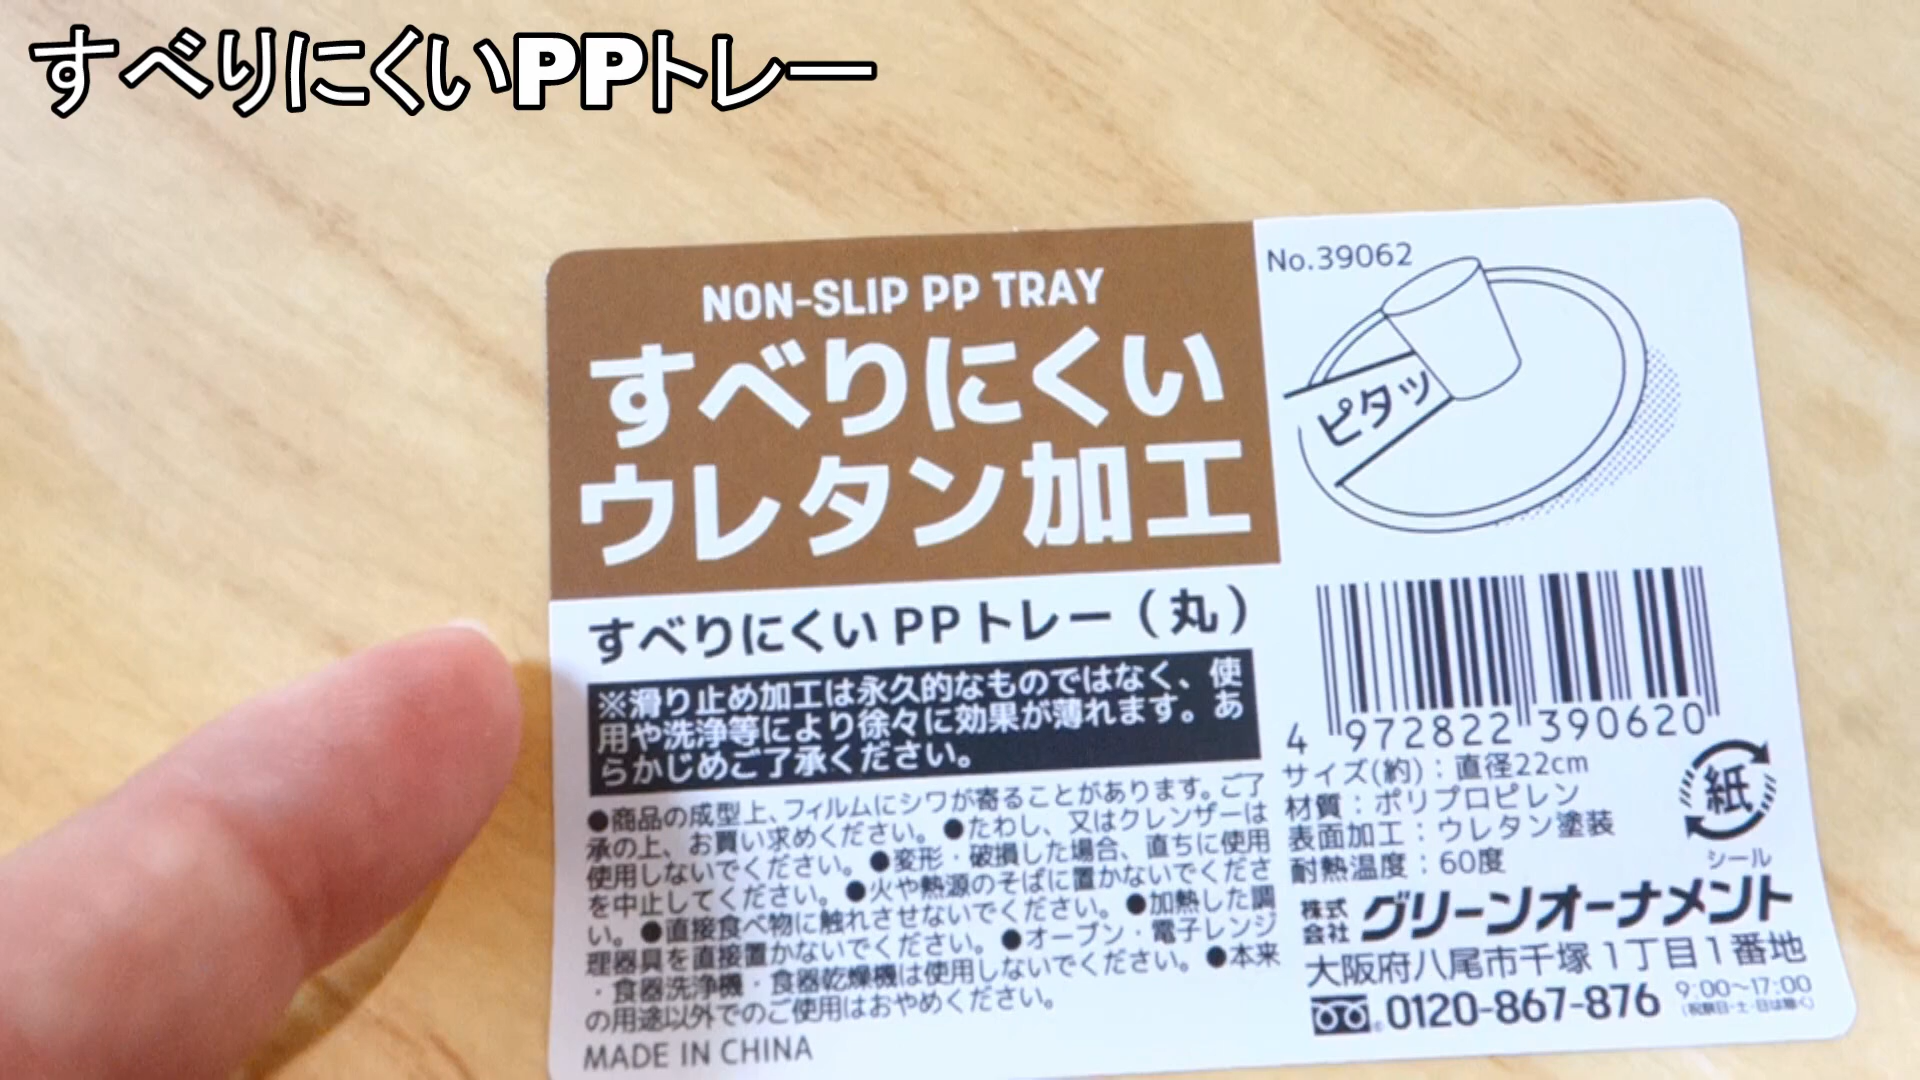 すべりにくいPPトレー
NON-SLIP PP TRAY
すべりにくい
ウレタン加工
すべりにくいPPトレー（丸）
※滑り止め加工は永久的なものではなく、使
用や洗浄等により徐々に効果が薄れます。あ
らかじめご了承ください。
●商品の成型上、フィルムにシワが寄ることがあります。ご了
承の上、お買い求めください。●たわし、又はクレンザーは
使用しないでください。●変形・破損した場合、直ちに使用
を中止してください。●火や熱源のそばに置かないでくださ
い。●直接食べ物に触れさせないでください。●加熱した調
理器具を直接置かないでください。●オーブン・電子レンジ
・食器洗浄機・食器乾燥機は使用しないでください。●本来
の用途以外でのご使用はおやめください。
MADE IN CHINA
No.39062
ピタッ
4 972822 390620
サイズ(約)：直径22cm
材質：ポリプロピレン
表面加工：ウレタン塗装
耐熱温度：60度
紙
シール
株式会社 グリーンオーナメント
大阪府八尾市千塚1丁目1番地
0120-867-876 9:00〜17:00
(祝祭日・土・日は除く)